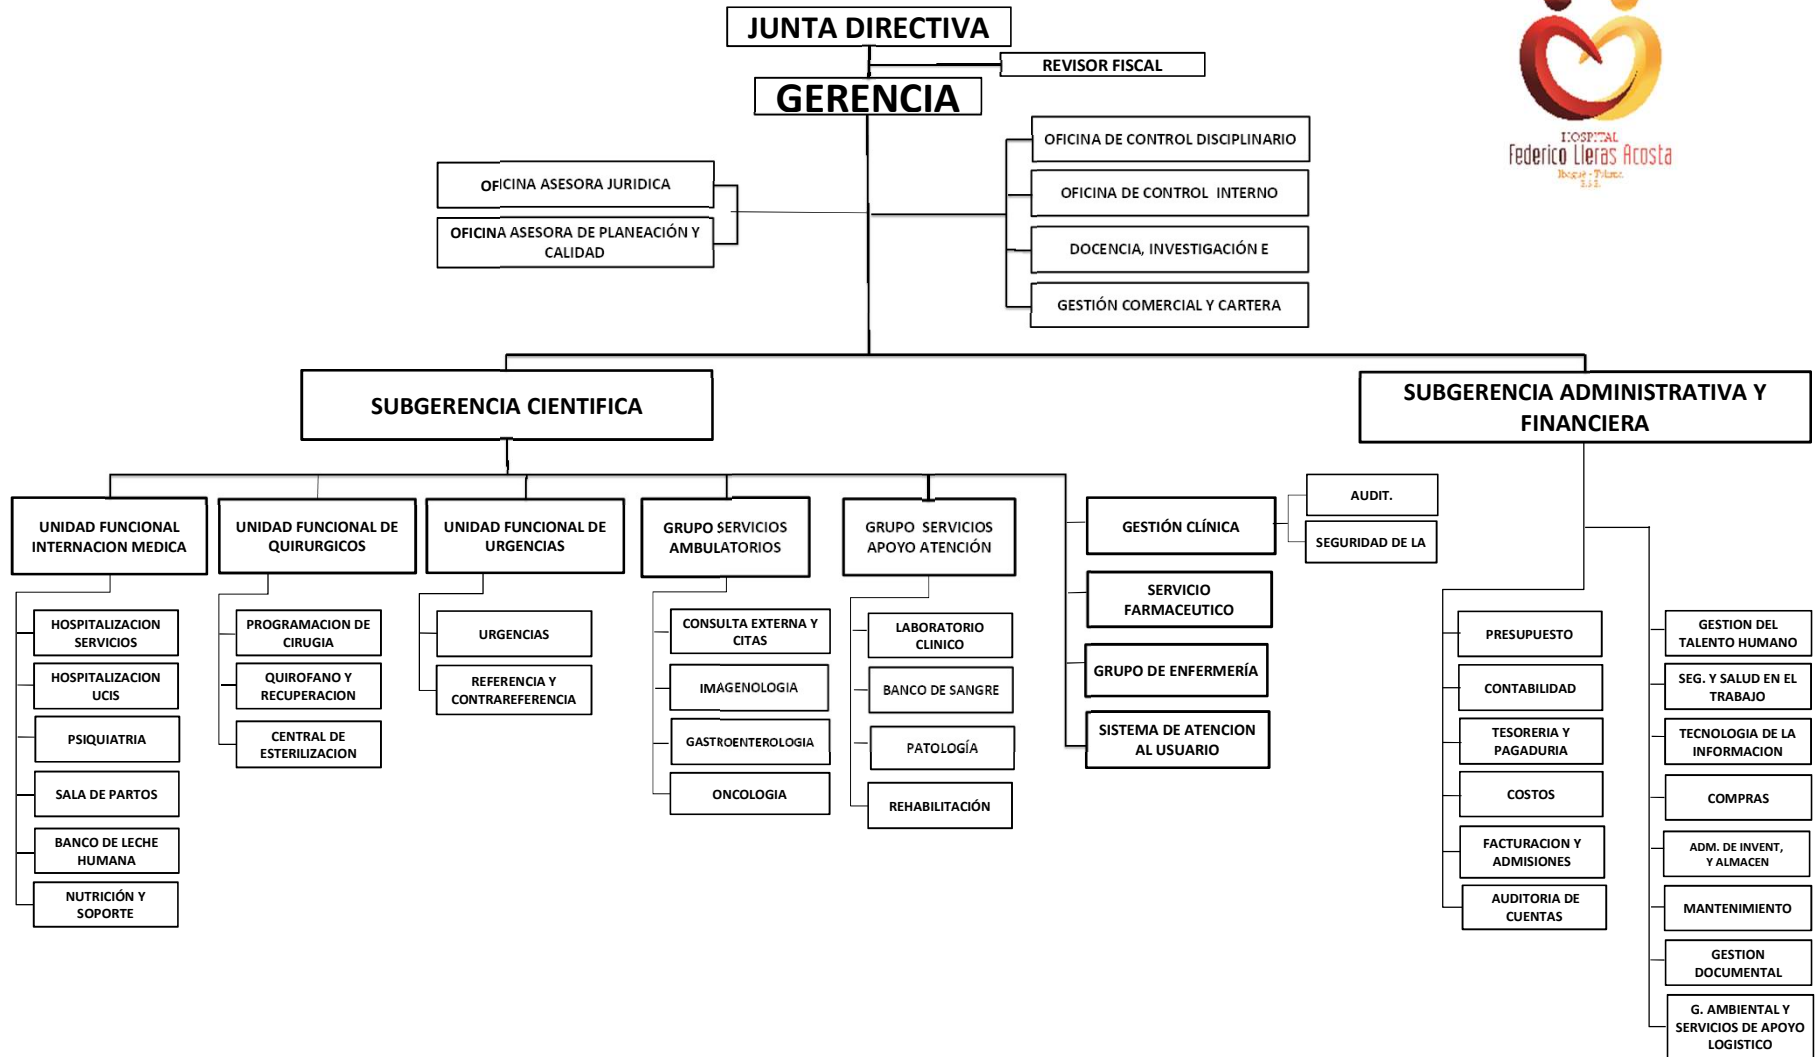 JUNTA DIRECTIVA
REVISOR FISCAL
GERENCIA
HOSPITAL
Federico Lleras Acosta
Ibagué - Tolima
E.S.E.
OFICINA DE CONTROL DISCIPLINARIO
OFICINA ASESORA JURIDICA
OFICINA DE CONTROL INTERNO
OFICINA ASESORA DE PLANEACIÓN Y
CALIDAD
DOCENCIA, INVESTIGACIÓN E
GESTIÓN COMERCIAL Y CARTERA
SUBGERENCIA CIENTIFICA
SUBGERENCIA ADMINISTRATIVA Y
FINANCIERA
UNIDAD FUNCIONAL
INTERNACION MEDICA
HOSPITALIZACION
SERVICIOS
HOSPITALIZACION
UCIS
PSIQUIATRIA
SALA DE PARTOS
BANCO DE LECHE
HUMANA
NUTRICIÓN Y
SOPORTE
UNIDAD FUNCIONAL DE
QUIRURGICOS
PROGRAMACION DE
CIRUGIA
QUIROFANO Y
RECUPERACION
CENTRAL DE
ESTERILIZACION
UNIDAD FUNCIONAL DE
URGENCIAS
URGENCIAS
REFERENCIA Y
CONTRAREFERENCIA
GRUPO SERVICIOS
AMBULATORIOS
CONSULTA EXTERNA Y
CITAS
IMAGENOLOGIA
GASTROENTEROLOGIA
ONCOLOGIA
GRUPO SERVICIOS
APOYO ATENCIÓN
LABORATORIO
CLINICO
BANCO DE SANGRE
PATOLOGÍA
REHABILITACIÓN
GESTIÓN CLÍNICA
AUDIT.
SEGURIDAD DE LA
SERVICIO
FARMACEUTICO
GRUPO DE ENFERMERÍA
SISTEMA DE ATENCION
AL USUARIO
PRESUPUESTO
CONTABILIDAD
TESORERIA Y
PAGADURIA
COSTOS
FACTURACION Y
ADMISIONES
AUDITORIA DE
CUENTAS
GESTION DEL
TALENTO HUMANO
SEG. Y SALUD EN EL
TRABAJO
TECNOLOGIA DE LA
INFORMACION
COMPRAS
ADM. DE INVENT,
Y ALMACEN
MANTENIMIENTO
GESTION
DOCUMENTAL
G. AMBIENTAL Y
SERVICIOS DE APOYO
LOGISTICO